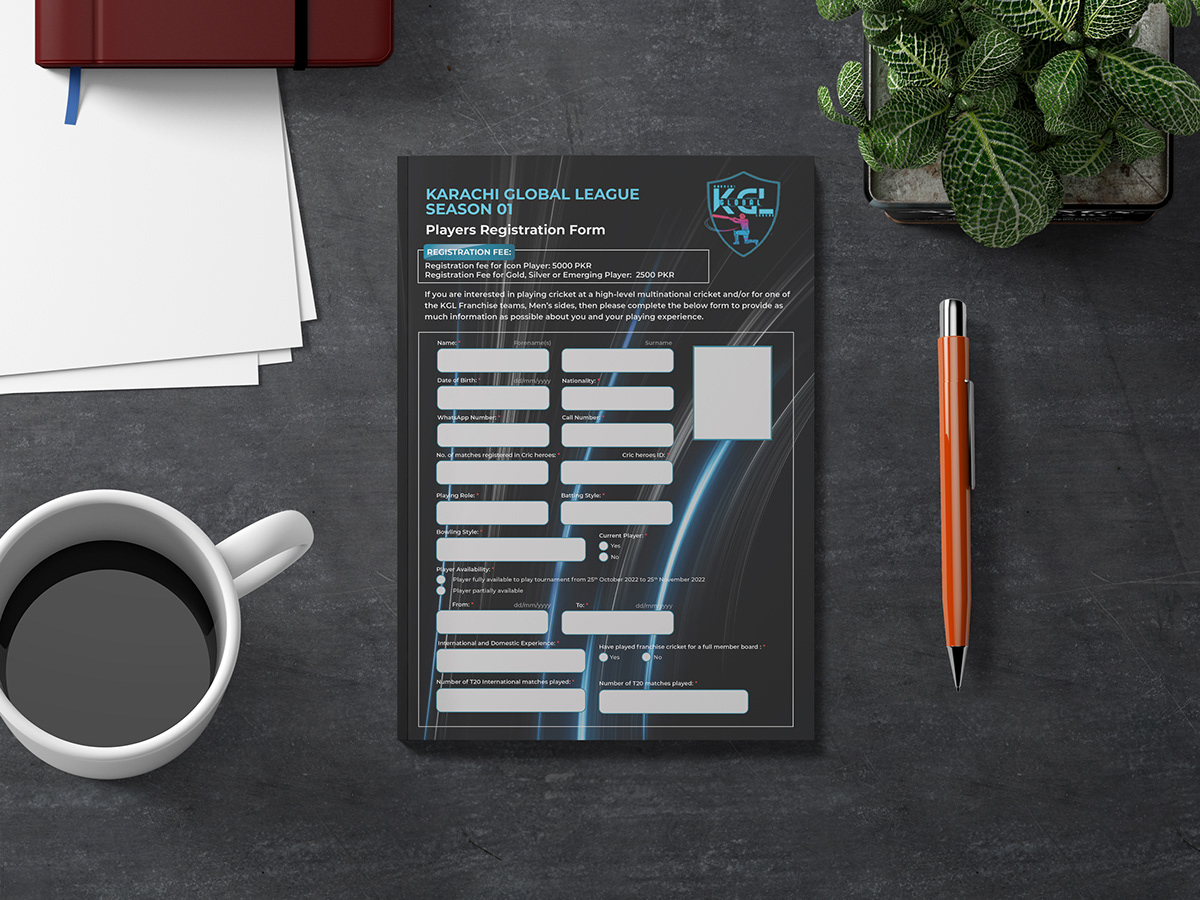 KARACHI GLOBAL LEAGUE
SEASON 01
Players Registration Form
KARACHI
KGL
GLOBAL
LEAGUE
REGISTRATION FEE:
Registration fee for Icon Player: 5000 PKR
Registration Fee for Gold, Silver or Emerging Player: 2500 PKR
If you are interested in playing cricket at a high-level multinational cricket and/or for one of
the KGL Franchise teams, Men's sides, then please complete the below form to provide as
much information as possible about you and your playing experience.
Name: * Forename(s) Surname
Date of Birth: * dd/mm/yyyy Nationality: *
WhatsApp Number: * Call Number: *
No. of matches registered in Cric heroes: * Cric heroes ID: *
Playing Role: * Batting Style: *
Bowling Style: * Current Player: *
Yes
No
Player Availability: *
Player fully available to play tournament from 25th October 2022 to 25th November 2022
Player partially available
From: * dd/mm/yyyy To: * dd/mm/yyyy
International and Domestic Experience: * Have played franchise cricket for a full member board : *
Yes No
Number of T20 International matches played: * Number of T20 matches played: *